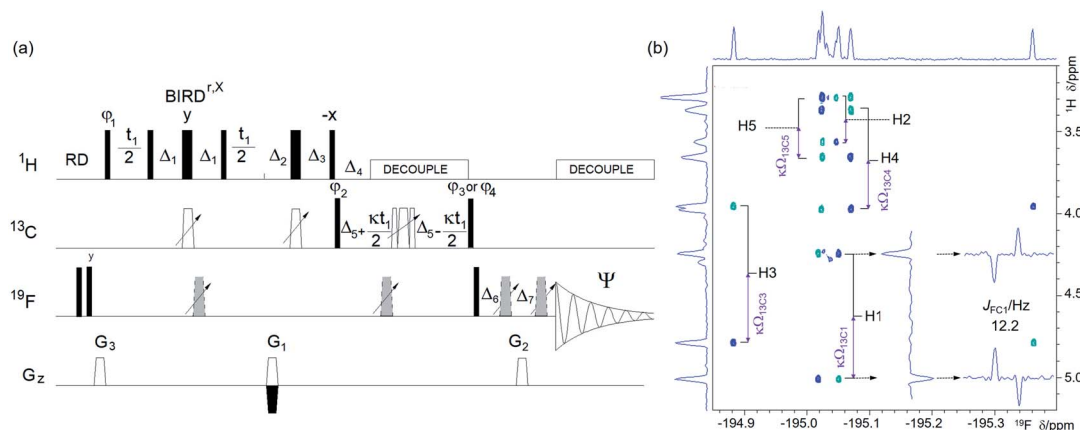 (a)
BIRD^r,X
φ1 y -x
t1/2 Δ1 Δ1 t1/2 Δ2 Δ3 Δ4
1H RD DECOUPLE DECOUPLE
φ2 φ3 or φ4
13C Δ5+ κt1/2 Δ5- κt1/2
y
19F Δ6 Δ7 Ψ
G3 G1 G2
Gz
(b)
1H δ/ppm
H5 H2
H4
κΩ13C5 κΩ13C4
4.0
H3
κΩ13C3
H1
κΩ13C1
JFC1/Hz
12.2
4.5
5.0
-194.9 -195.0 -195.1 -195.2 -195.3 19F δ/ppm